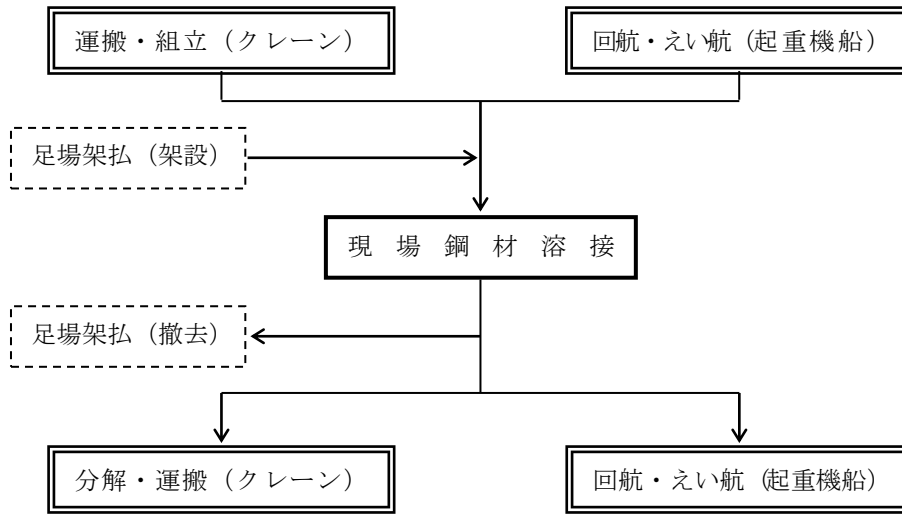 運搬・組立（クレーン）
回航・えい航（起重機船）
足場架払（架設）
現場鋼材溶接
足場架払（撤去）
分解・運搬（クレーン）
回航・えい航（起重機船）